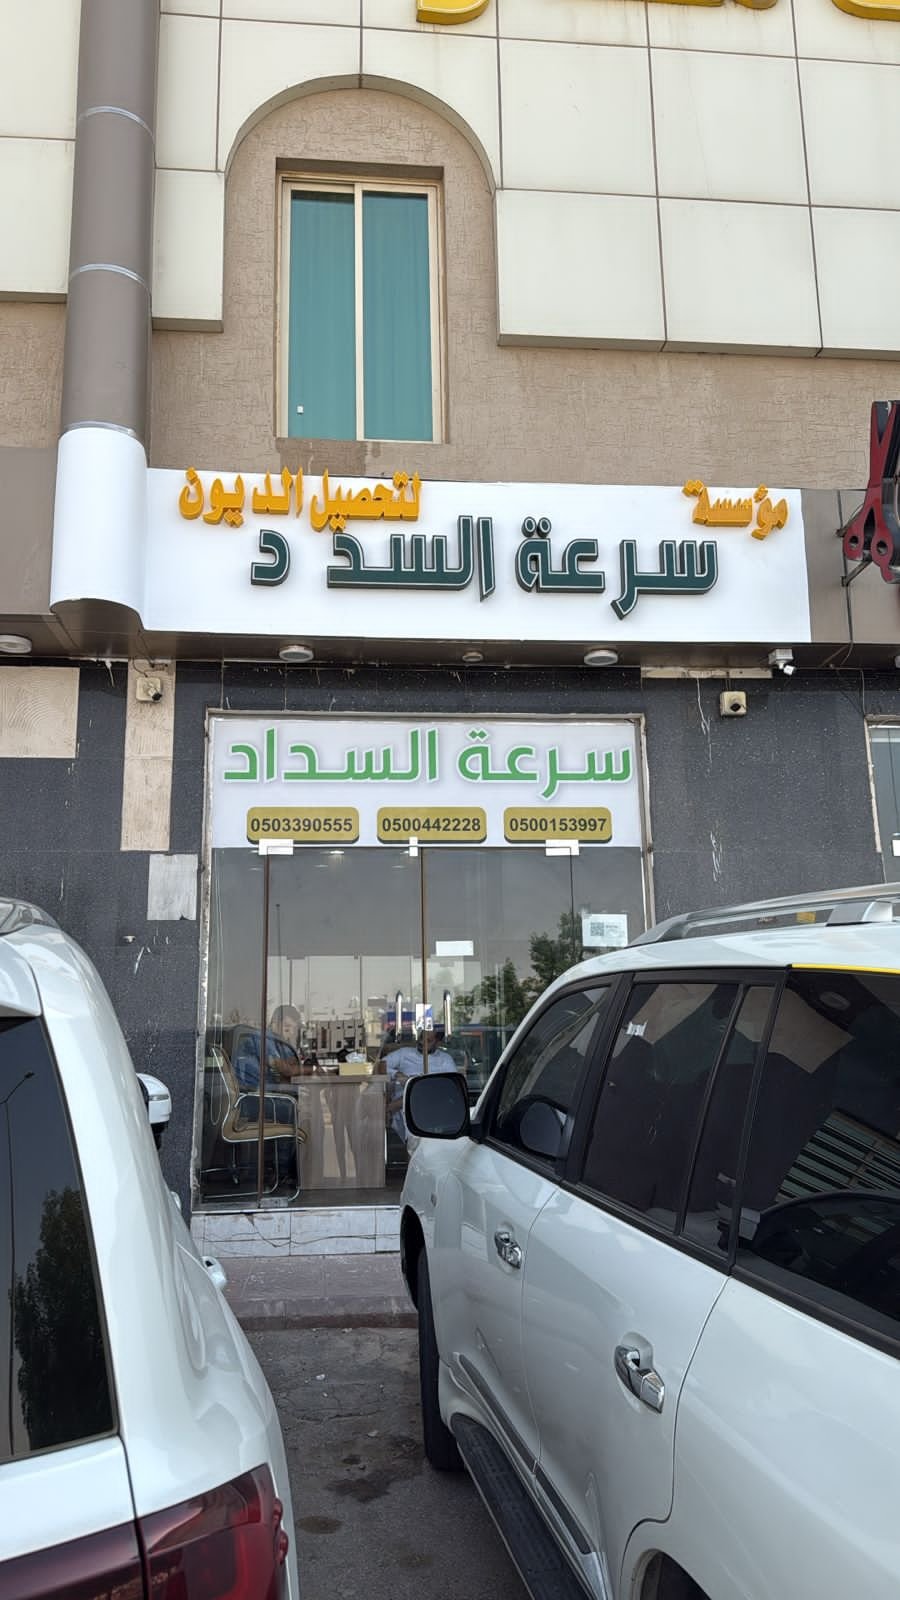 مؤسسة
لتحصيل الديون
سرعة السد د
سرعة السداد
0503390555 0500442228 0500153997